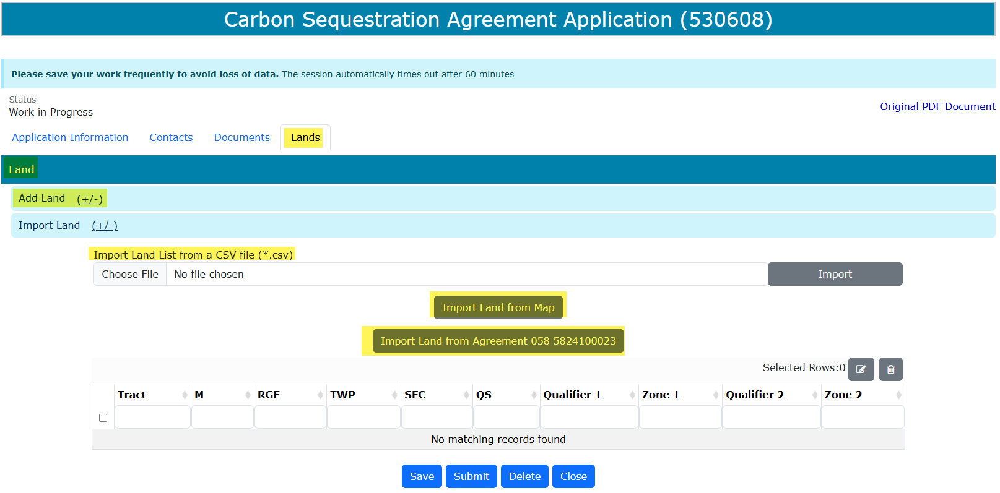 Carbon Sequestration Agreement Application (530608)
Please save your work frequently to avoid loss of data. The session automatically times out after 60 minutes
Status
Work in Progress
Original PDF Document
Application Information Contacts Documents Lands
Land
Add Land (+/-)
Import Land (+/-)
Import Land List from a CSV file (*.csv)
Choose File No file chosen Import
Import Land from Map
Import Land from Agreement 058 5824100023
Selected Rows:0
Tract M RGE TWP SEC QS Qualifier 1 Zone 1 Qualifier 2 Zone 2
No matching records found
Save Submit Delete Close